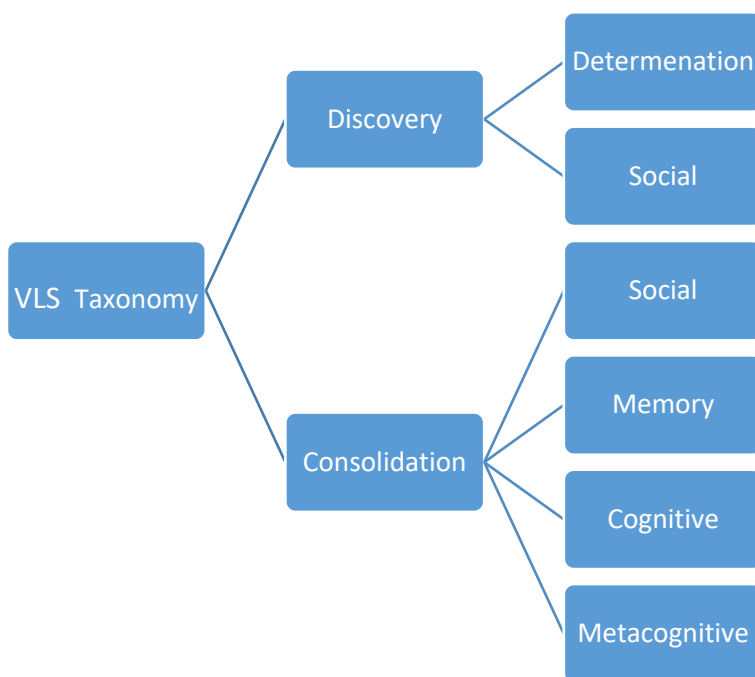 Determenation
Discovery
Social
VLS Taxonomy
Social
Memory
Consolidation
Cognitive
Metacognitive